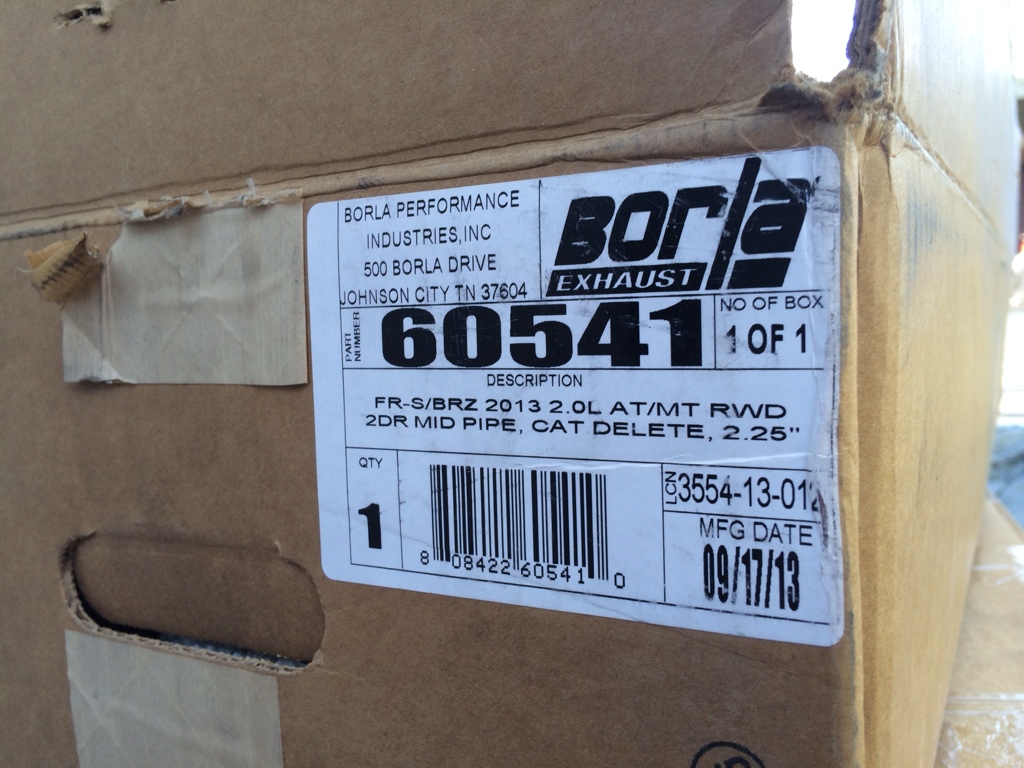 BORLA PERFORMANCE
INDUSTRIES,INC
500 BORLA DRIVE
JOHNSON CITY TN 37604
BORLA
EXHAUST
PART
NUMBER
60541
NO OF BOX
1 OF 1
DESCRIPTION
FR-S/BRZ 2013 2.0L AT/MT RWD
2DR MID PIPE, CAT DELETE, 2.25"
QTY
1
8 08422 60541 0
LCN
3554-13-012
MFG DATE
09/17/13